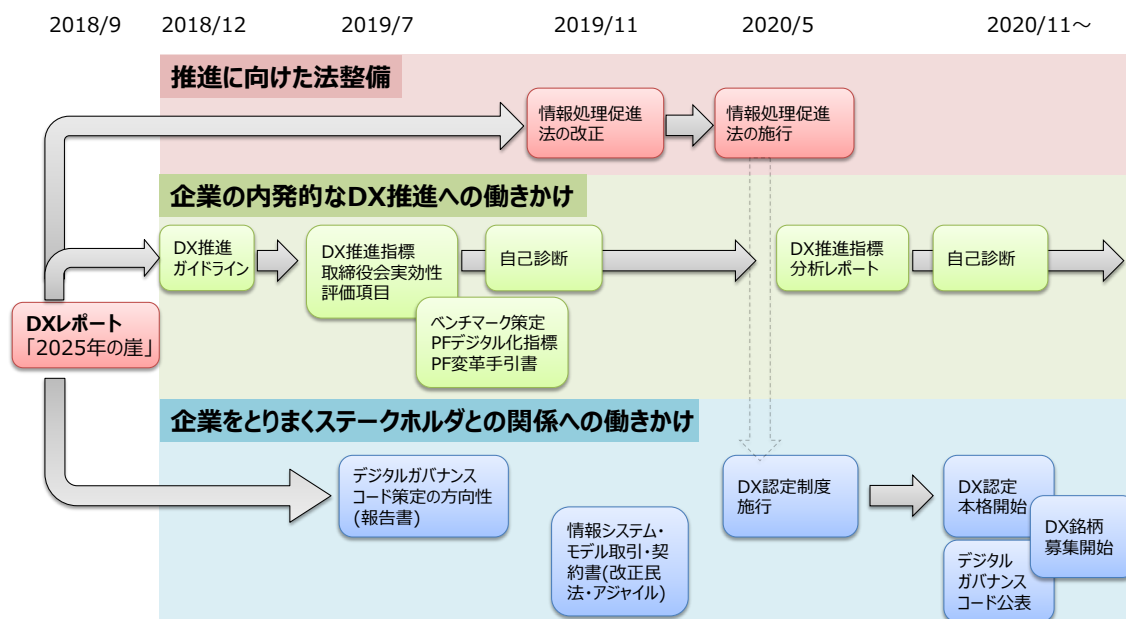 2018/9
2018/12
2019/7
2019/11
2020/5
2020/11～
推進に向けた法整備
情報処理促進
法の改正
情報処理促進
法の施行
企業の内発的なDX推進への働きかけ
DX推進
ガイドライン
DX推進指標
取締役会実効性
評価項目
自己診断
ベンチマーク策定
PFデジタル化指標
PF変革手引書
DX推進指標
分析レポート
自己診断
DXレポート
「2025年の崖」
企業をとりまくステークホルダとの関係への働きかけ
デジタルガバナンス
コード策定の方向性
(報告書)
情報システム・
モデル取引・契
約書(改正民
法・アジャイル)
DX認定制度
施行
DX認定
本格開始
DX銘柄
募集開始
デジタル
ガバナンス
コード公表